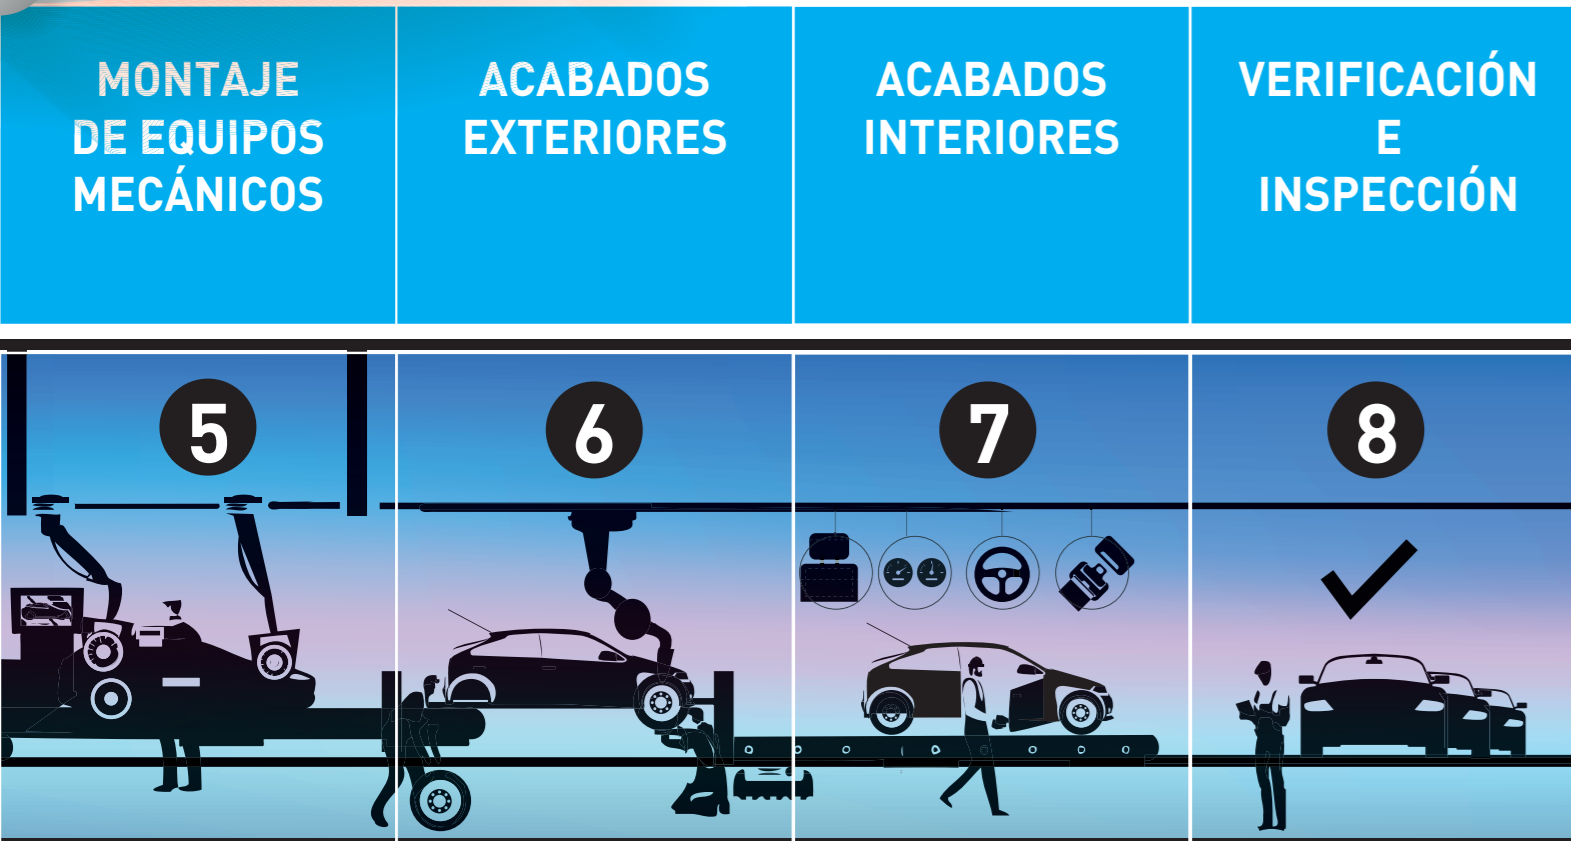 MONTAJE
DE EQUIPOS
MECÁNICOS
ACABADOS
EXTERIORES
ACABADOS
INTERIORES
VERIFICACIÓN
E
INSPECCIÓN
5
6
7
8